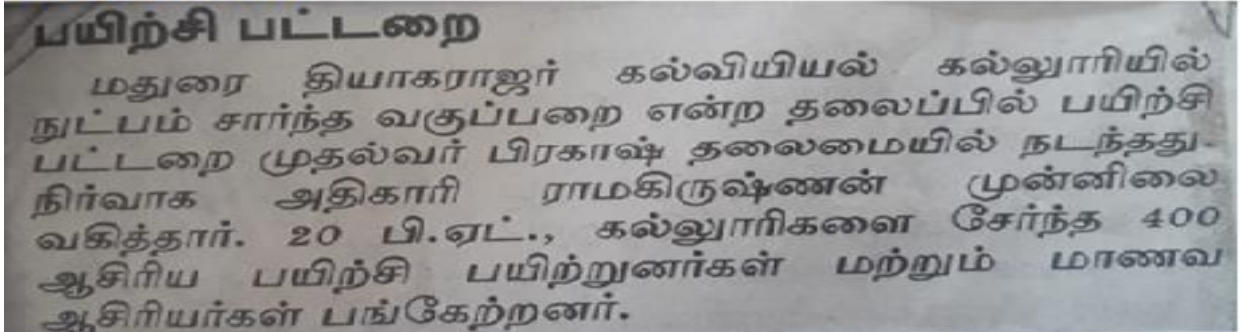 பயிற்சி பட்டறை
மதுரை தியாகராஜர் கல்வியியல் கல்லுாரியில்
நுட்பம் சார்ந்த வகுப்பறை என்ற தலைப்பில் பயிற்சி
பட்டறை முதல்வர் பிரகாஷ் தலைமையில் நடந்தது.
நிர்வாக அதிகாரி ராமகிருஷ்ணன் முன்னிலை
வகித்தார். 20 பி.ஏட்., கல்லுாரிகளை சேர்ந்த 400
ஆசிரிய பயிற்சி பயிற்றுனர்கள் மற்றும் மாணவ
ஆசிரியர்கள் பங்கேற்றனர்.